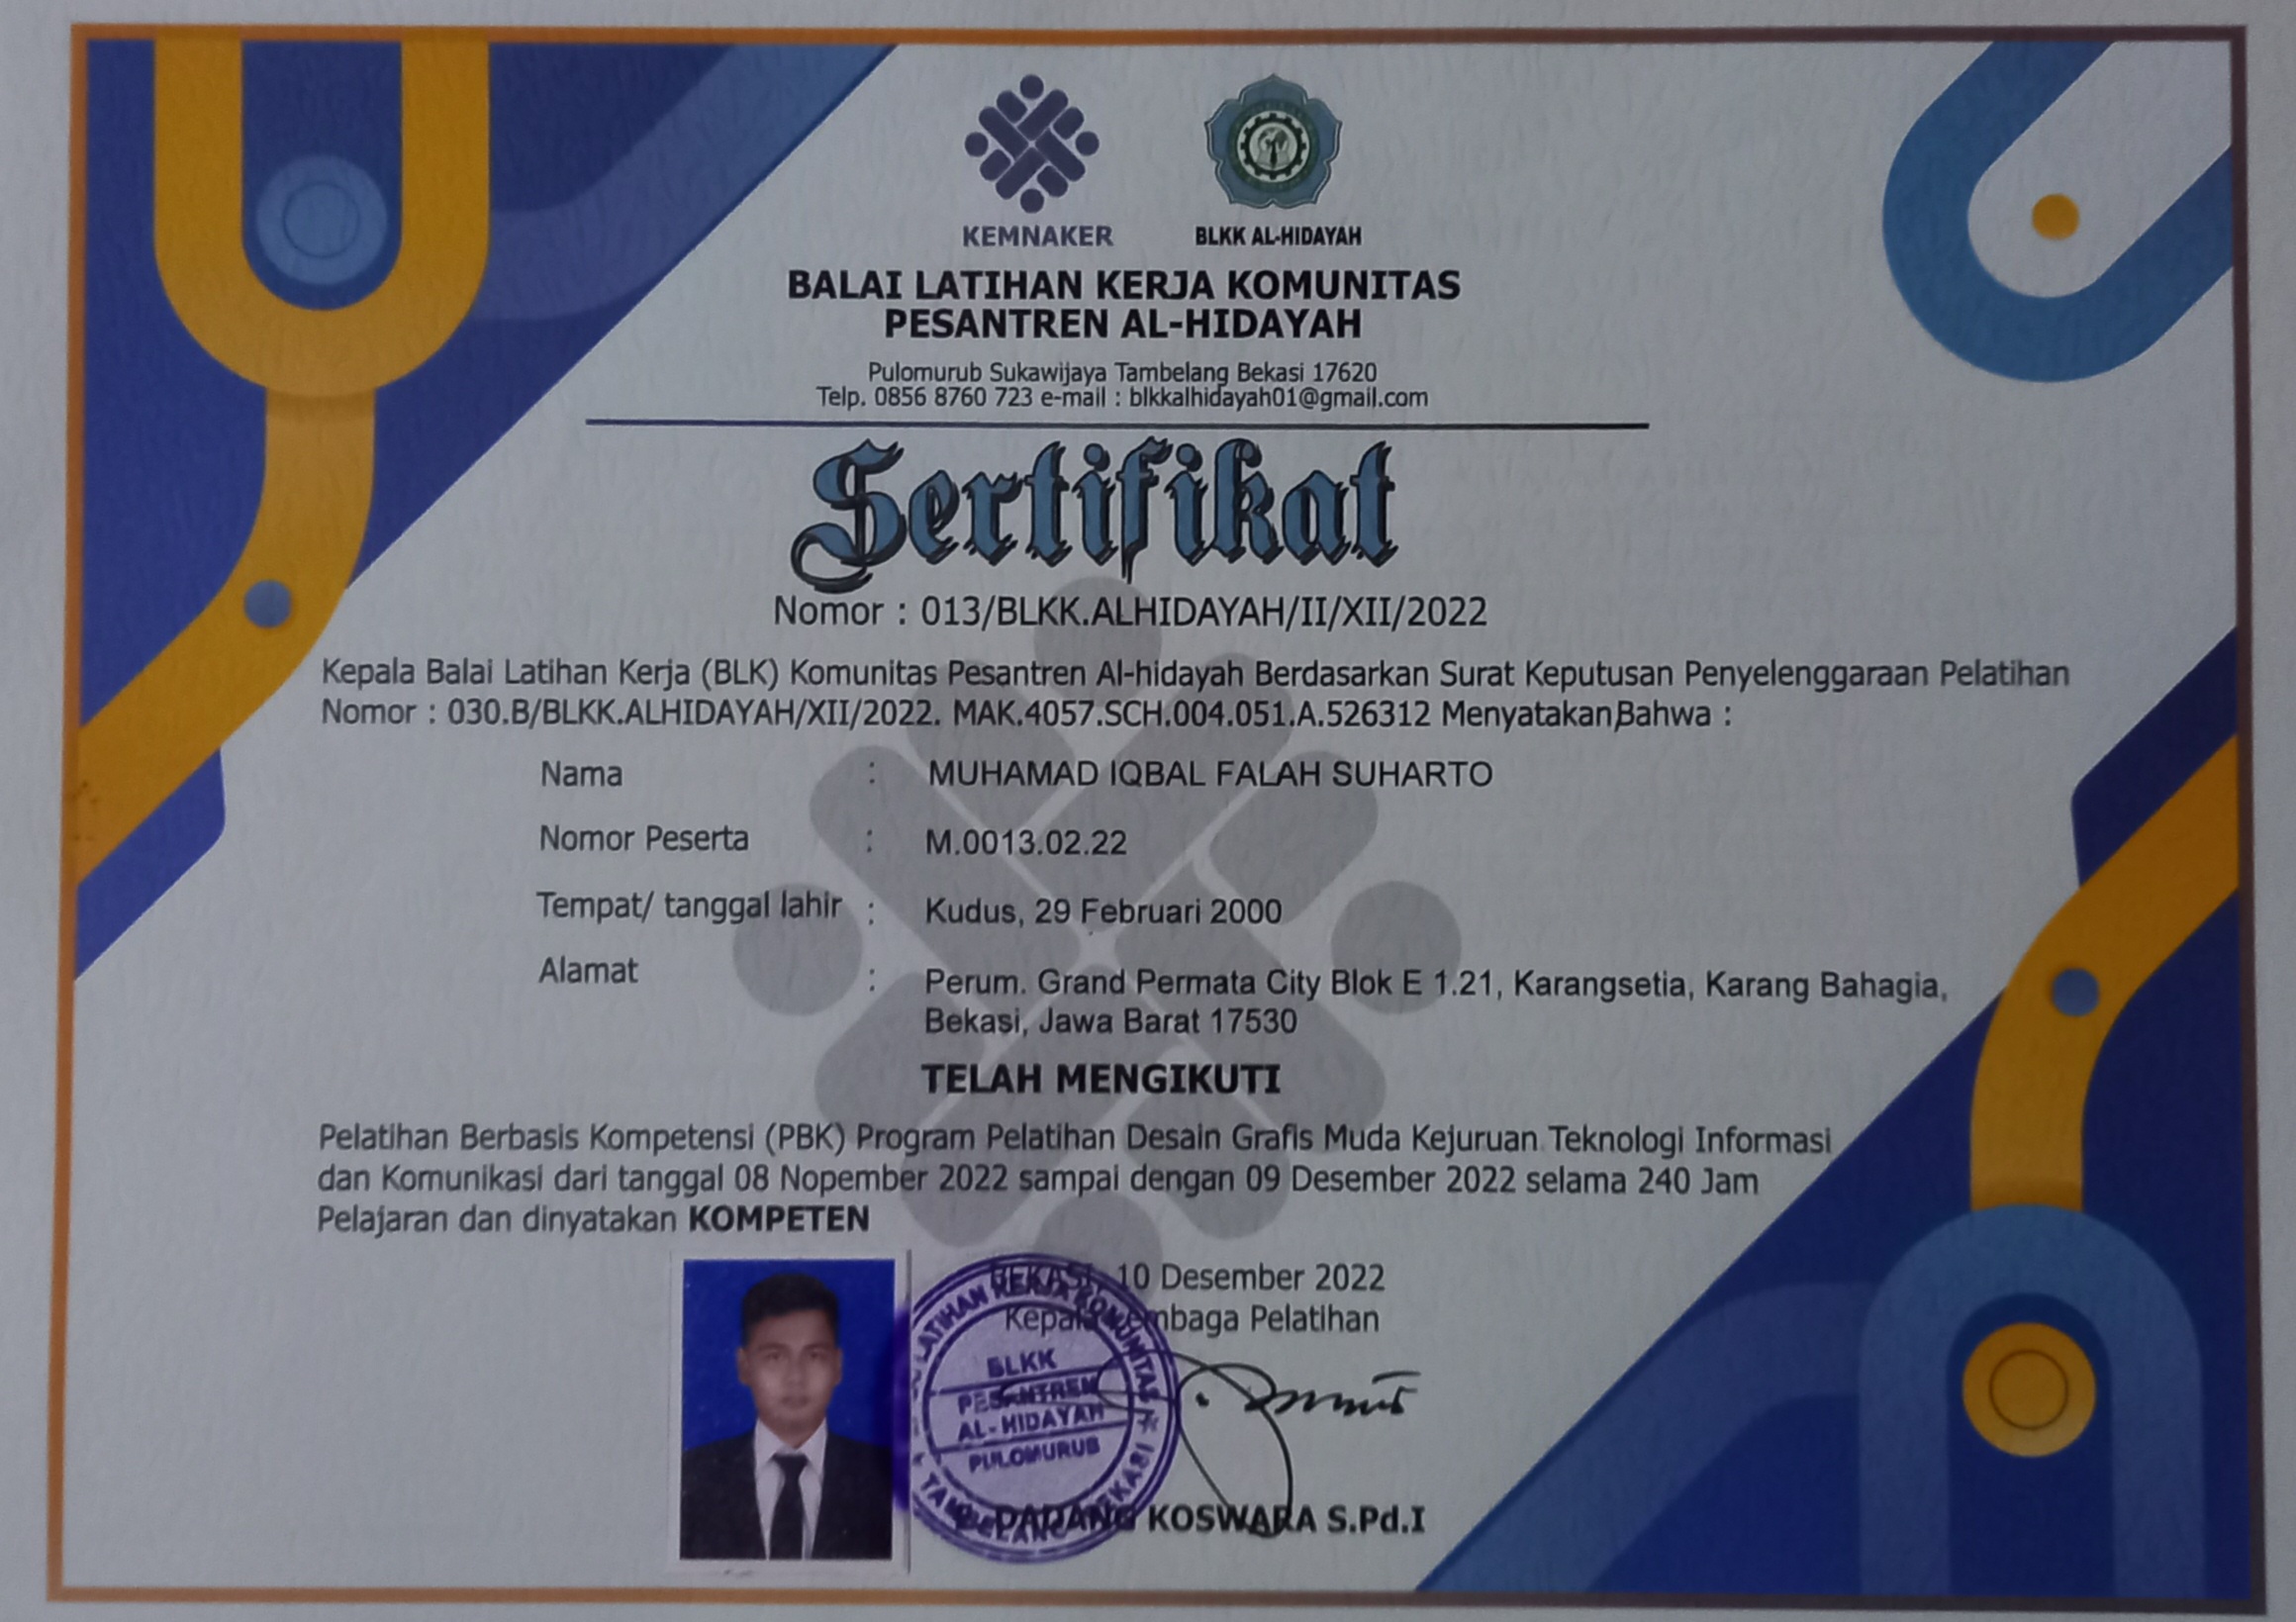 KEMNAKER
BLKK AL-HIDAYAH
BALAI LATIHAN KERJA KOMUNITAS
PESANTREN AL-HIDAYAH
Pulomurub Sukawijaya Tambelang Bekasi 17620
Telp. 0856 8760 723 e-mail : blkkalhidayah01@gmail.com
Sertifikat
Nomor : 013/BLKK.ALHIDAYAH/II/XII/2022
Kepala Balai Latihan Kerja (BLK) Komunitas Pesantren Al-hidayah Berdasarkan Surat Keputusan Penyelenggaraan Pelatihan
Nomor : 030.B/BLKK.ALHIDAYAH/XII/2022. MAK.4057.SCH.004.051.A.526312 Menyatakan Bahwa :
Nama : MUHAMAD IQBAL FALAH SUHARTO
Nomor Peserta : M.0013.02.22
Tempat/ tanggal lahir : Kudus, 29 Februari 2000
Alamat : Perum. Grand Permata City Blok E 1.21, Karangsetia, Karang Bahagia,
Bekasi, Jawa Barat 17530
TELAH MENGIKUTI
Pelatihan Berbasis Kompetensi (PBK) Program Pelatihan Desain Grafis Muda Kejuruan Teknologi Informasi
dan Komunikasi dari tanggal 08 Nopember 2022 sampai dengan 09 Desember 2022 selama 240 Jam
Pelajaran dan dinyatakan KOMPETEN
BEKASI, 10 Desember 2022
Kepala Lembaga Pelatihan
LATIHAN KERJA KOMUNITAS
BLKK
PESANTREN
AL-HIDAYAH
PULOMURUB
TAMBELANG BEKASI
DADANG KOSWARA S.Pd.I